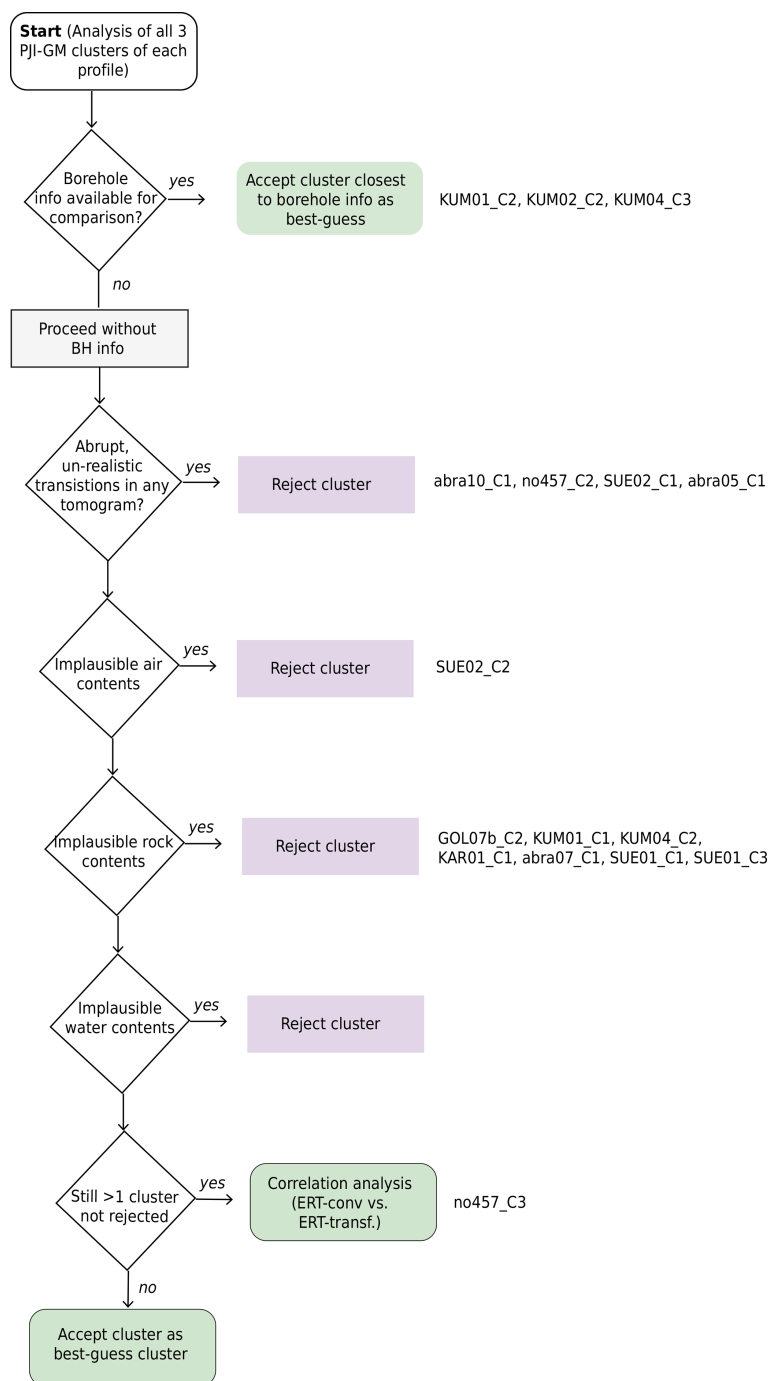 Start (Analysis of all 3
PJI-GM clusters of each
profile)
Borehole
info available for
comparison?
yes
Accept cluster closest
to borehole info as
best-guess
KUM01_C2, KUM02_C2, KUM04_C3
no
Proceed without
BH info
Abrupt,
un-realistic
transistions in any
tomogram?
yes
Reject cluster
abra10_C1, no457_C2, SUE02_C1, abra05_C1
Implausible air
contents
yes
Reject cluster
SUE02_C2
Implausible rock
contents
yes
Reject cluster
GOL07b_C2, KUM01_C1, KUM04_C2,
KAR01_C1, abra07_C1, SUE01_C1, SUE01_C3
Implausible
water contents
yes
Reject cluster
Still >1 cluster
not rejected
yes
Correlation analysis
(ERT-conv vs.
ERT-transf.)
no457_C3
no
Accept cluster as
best-guess cluster